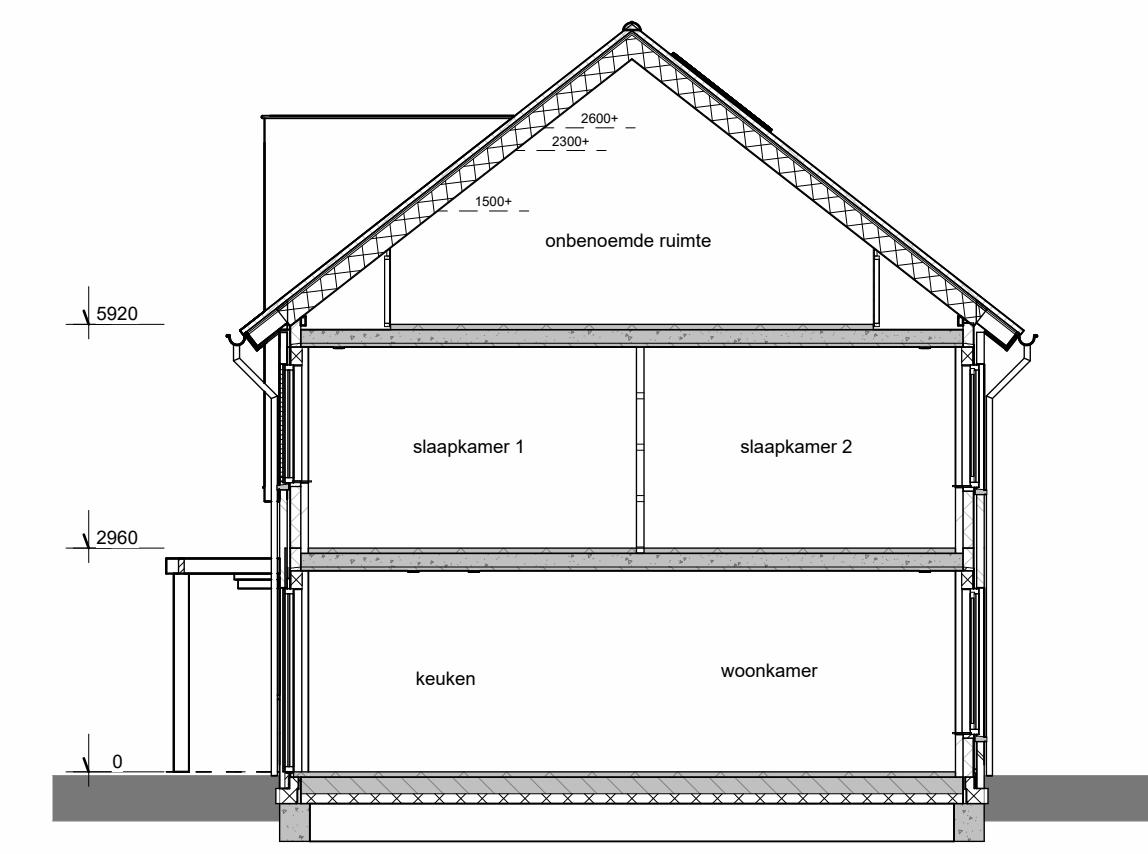 2600+
2300+
1500+
onbenoemde ruimte
5920
slaapkamer 1
slaapkamer 2
2960
keuken
woonkamer
0